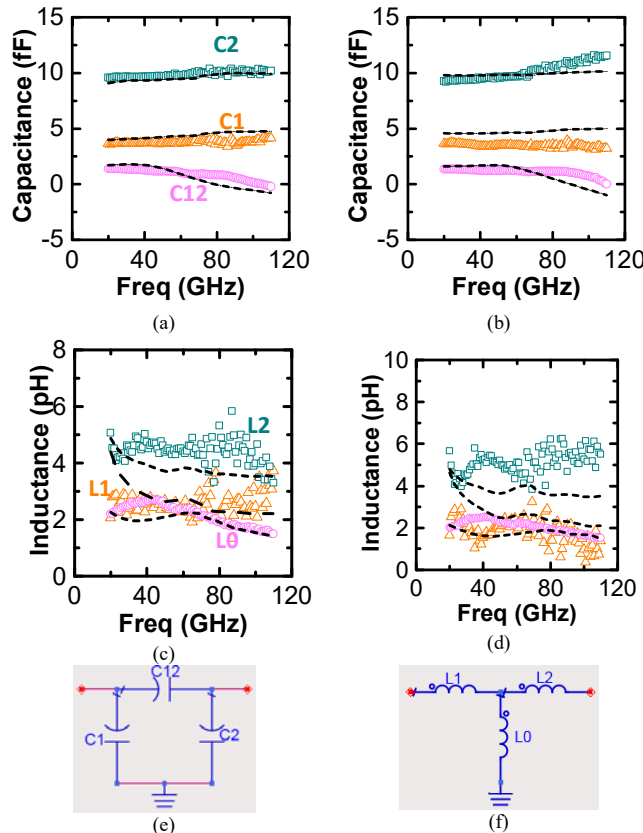 15
10
5
0
-5
Capacitance (fF)
C2
C1
C12
0 40 80 120
Freq (GHz)
(a)
15
10
5
0
-5
Capacitance (fF)
0 40 80 120
Freq (GHz)
(b)
8
6
4
2
0
Inductance (pH)
L2
L1
L0
0 40 80 120
Freq (GHz)
(c)
10
8
6
4
2
0
Inductance (pH)
0 40 80 120
Freq (GHz)
(d)
C12
C1
C2
(e)
L1
L2
L0
(f)